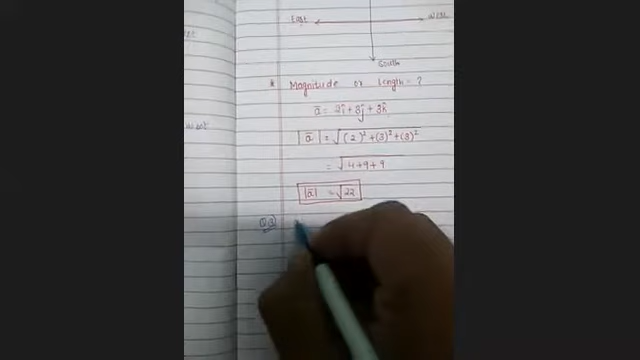 East West
South
* Magnitude or length = ?
a̅ = 2î + 3ĵ + 3k̂
|a̅| = √(2)² + (3)² + (3)²
= √4+9+9
|a̅| = √22
Q3)